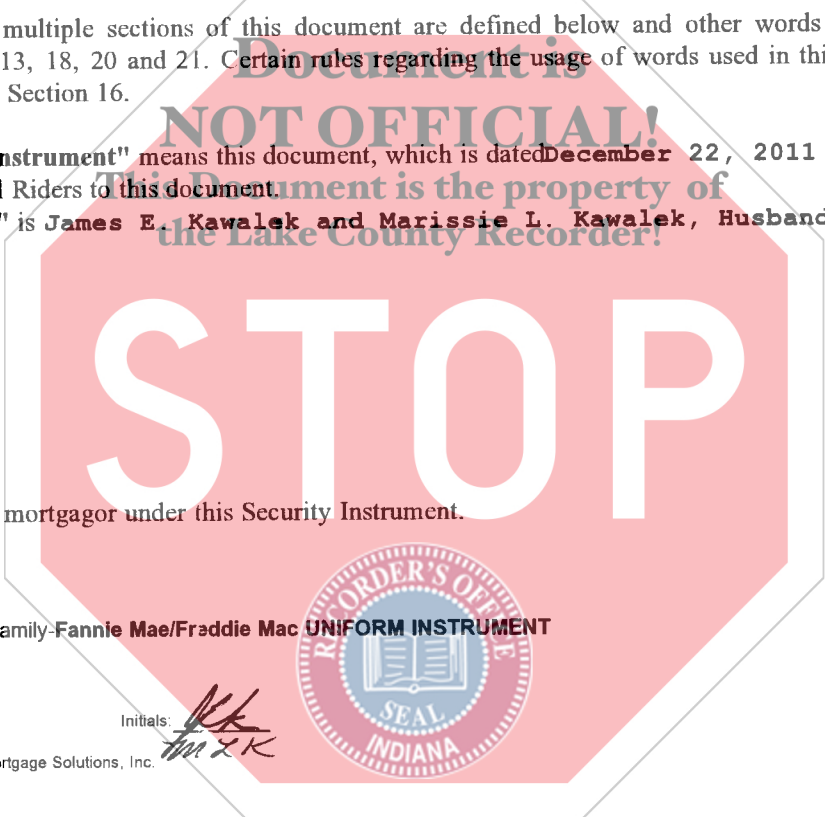 multiple sections of this document are defined below and other words
Document is
13, 18, 20 and 21. Certain rules regarding the usage of words used in thi
Section 16.
NOT OFFICIAL!
nstrument" means this document, which is dated December 22, 2011
Riders to this document.
This Document is the property of
" is James E. Kawalek and Marissie L. Kawalek, Husband
the Lake County Recorder!
STOP
mortgagor under this Security Instrument.
RECORDER'S OFFICE
amily-Fannie Mae/Freddie Mac UNIFORM INSTRUMENT
SEAL
INDIANA
Initials:
m L K
rtgage Solutions, Inc.